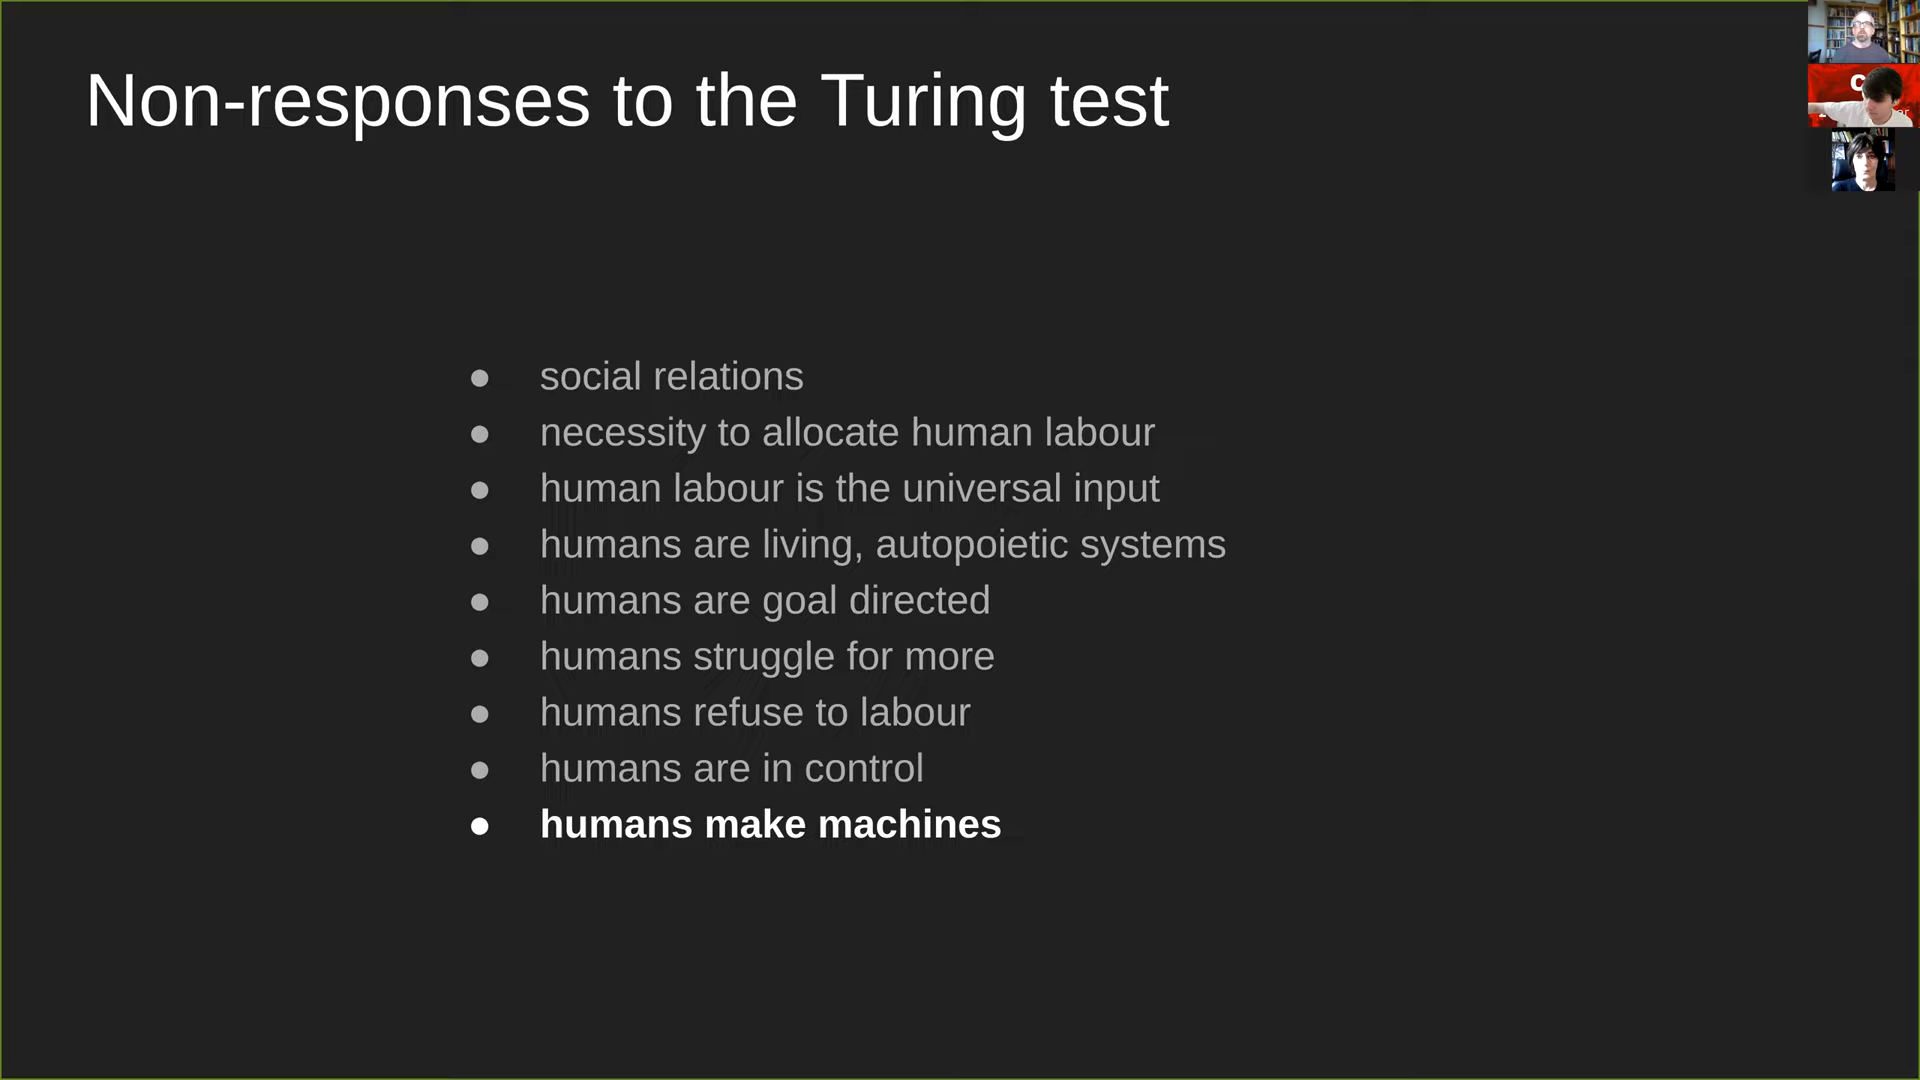 Non-responses to the Turing test
social relations
necessity to allocate human labour
human labour is the universal input
humans are living, autopoietic systems
humans are goal directed
humans struggle for more
humans refuse to labour
humans are in control
humans make machines